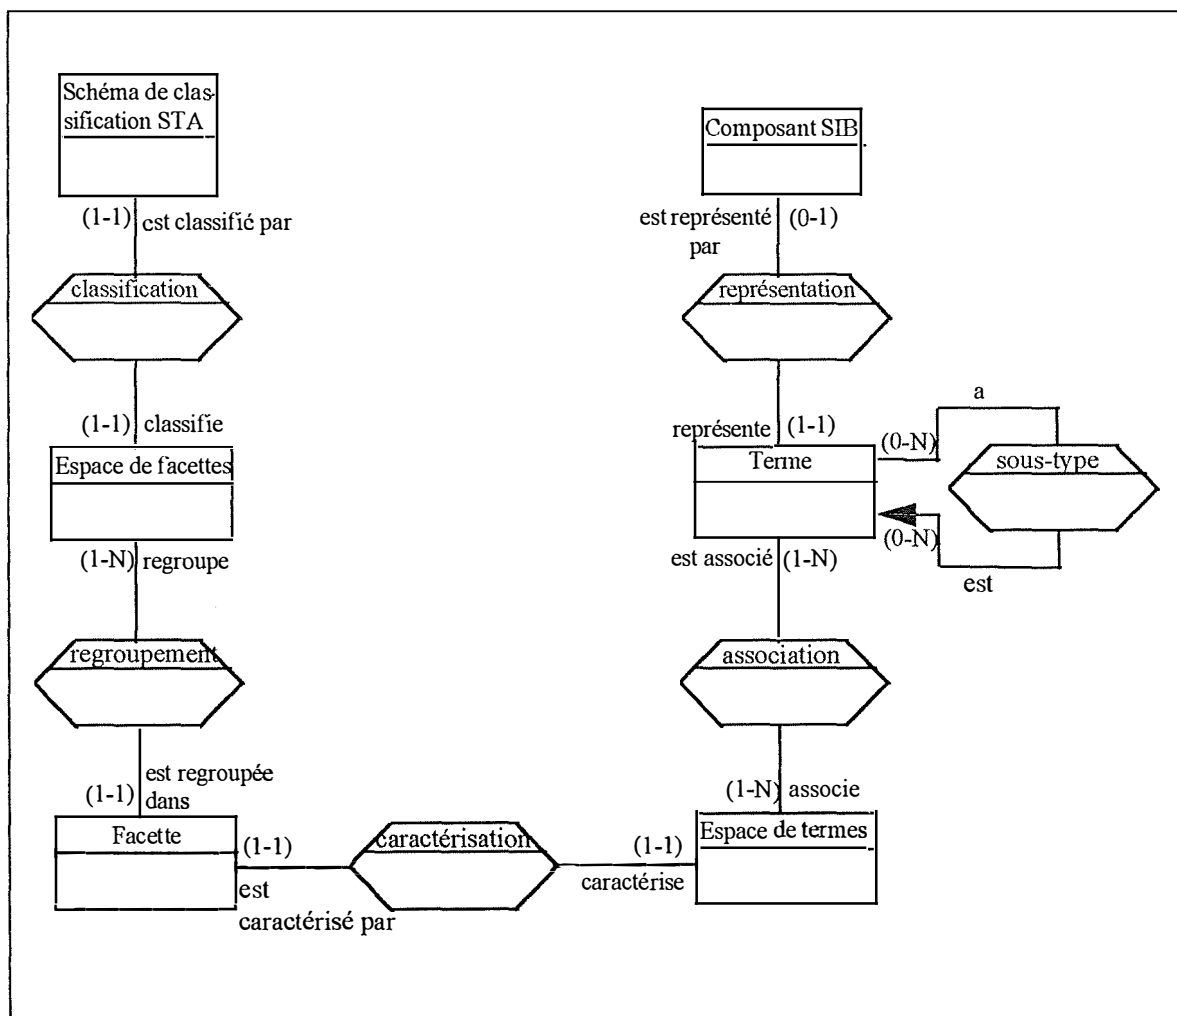 Schéma de clas-
sification STA
(1-1) est classifié par
classification
(1-1) classifie
Espace de facettes
(1-N) regroupe
regroupement
est regroupée
(1-1) dans
Facette
(1-1)
est
caractérisé par
caractérisation
(1-1)
caractérise
Composant SIB
est représenté (0-1)
par
représentation
représente (1-1)
Terme
(0-N)
a
sous-type
(0-N)
est
est associé (1-N)
association
(1-N) associe
Espace de termes